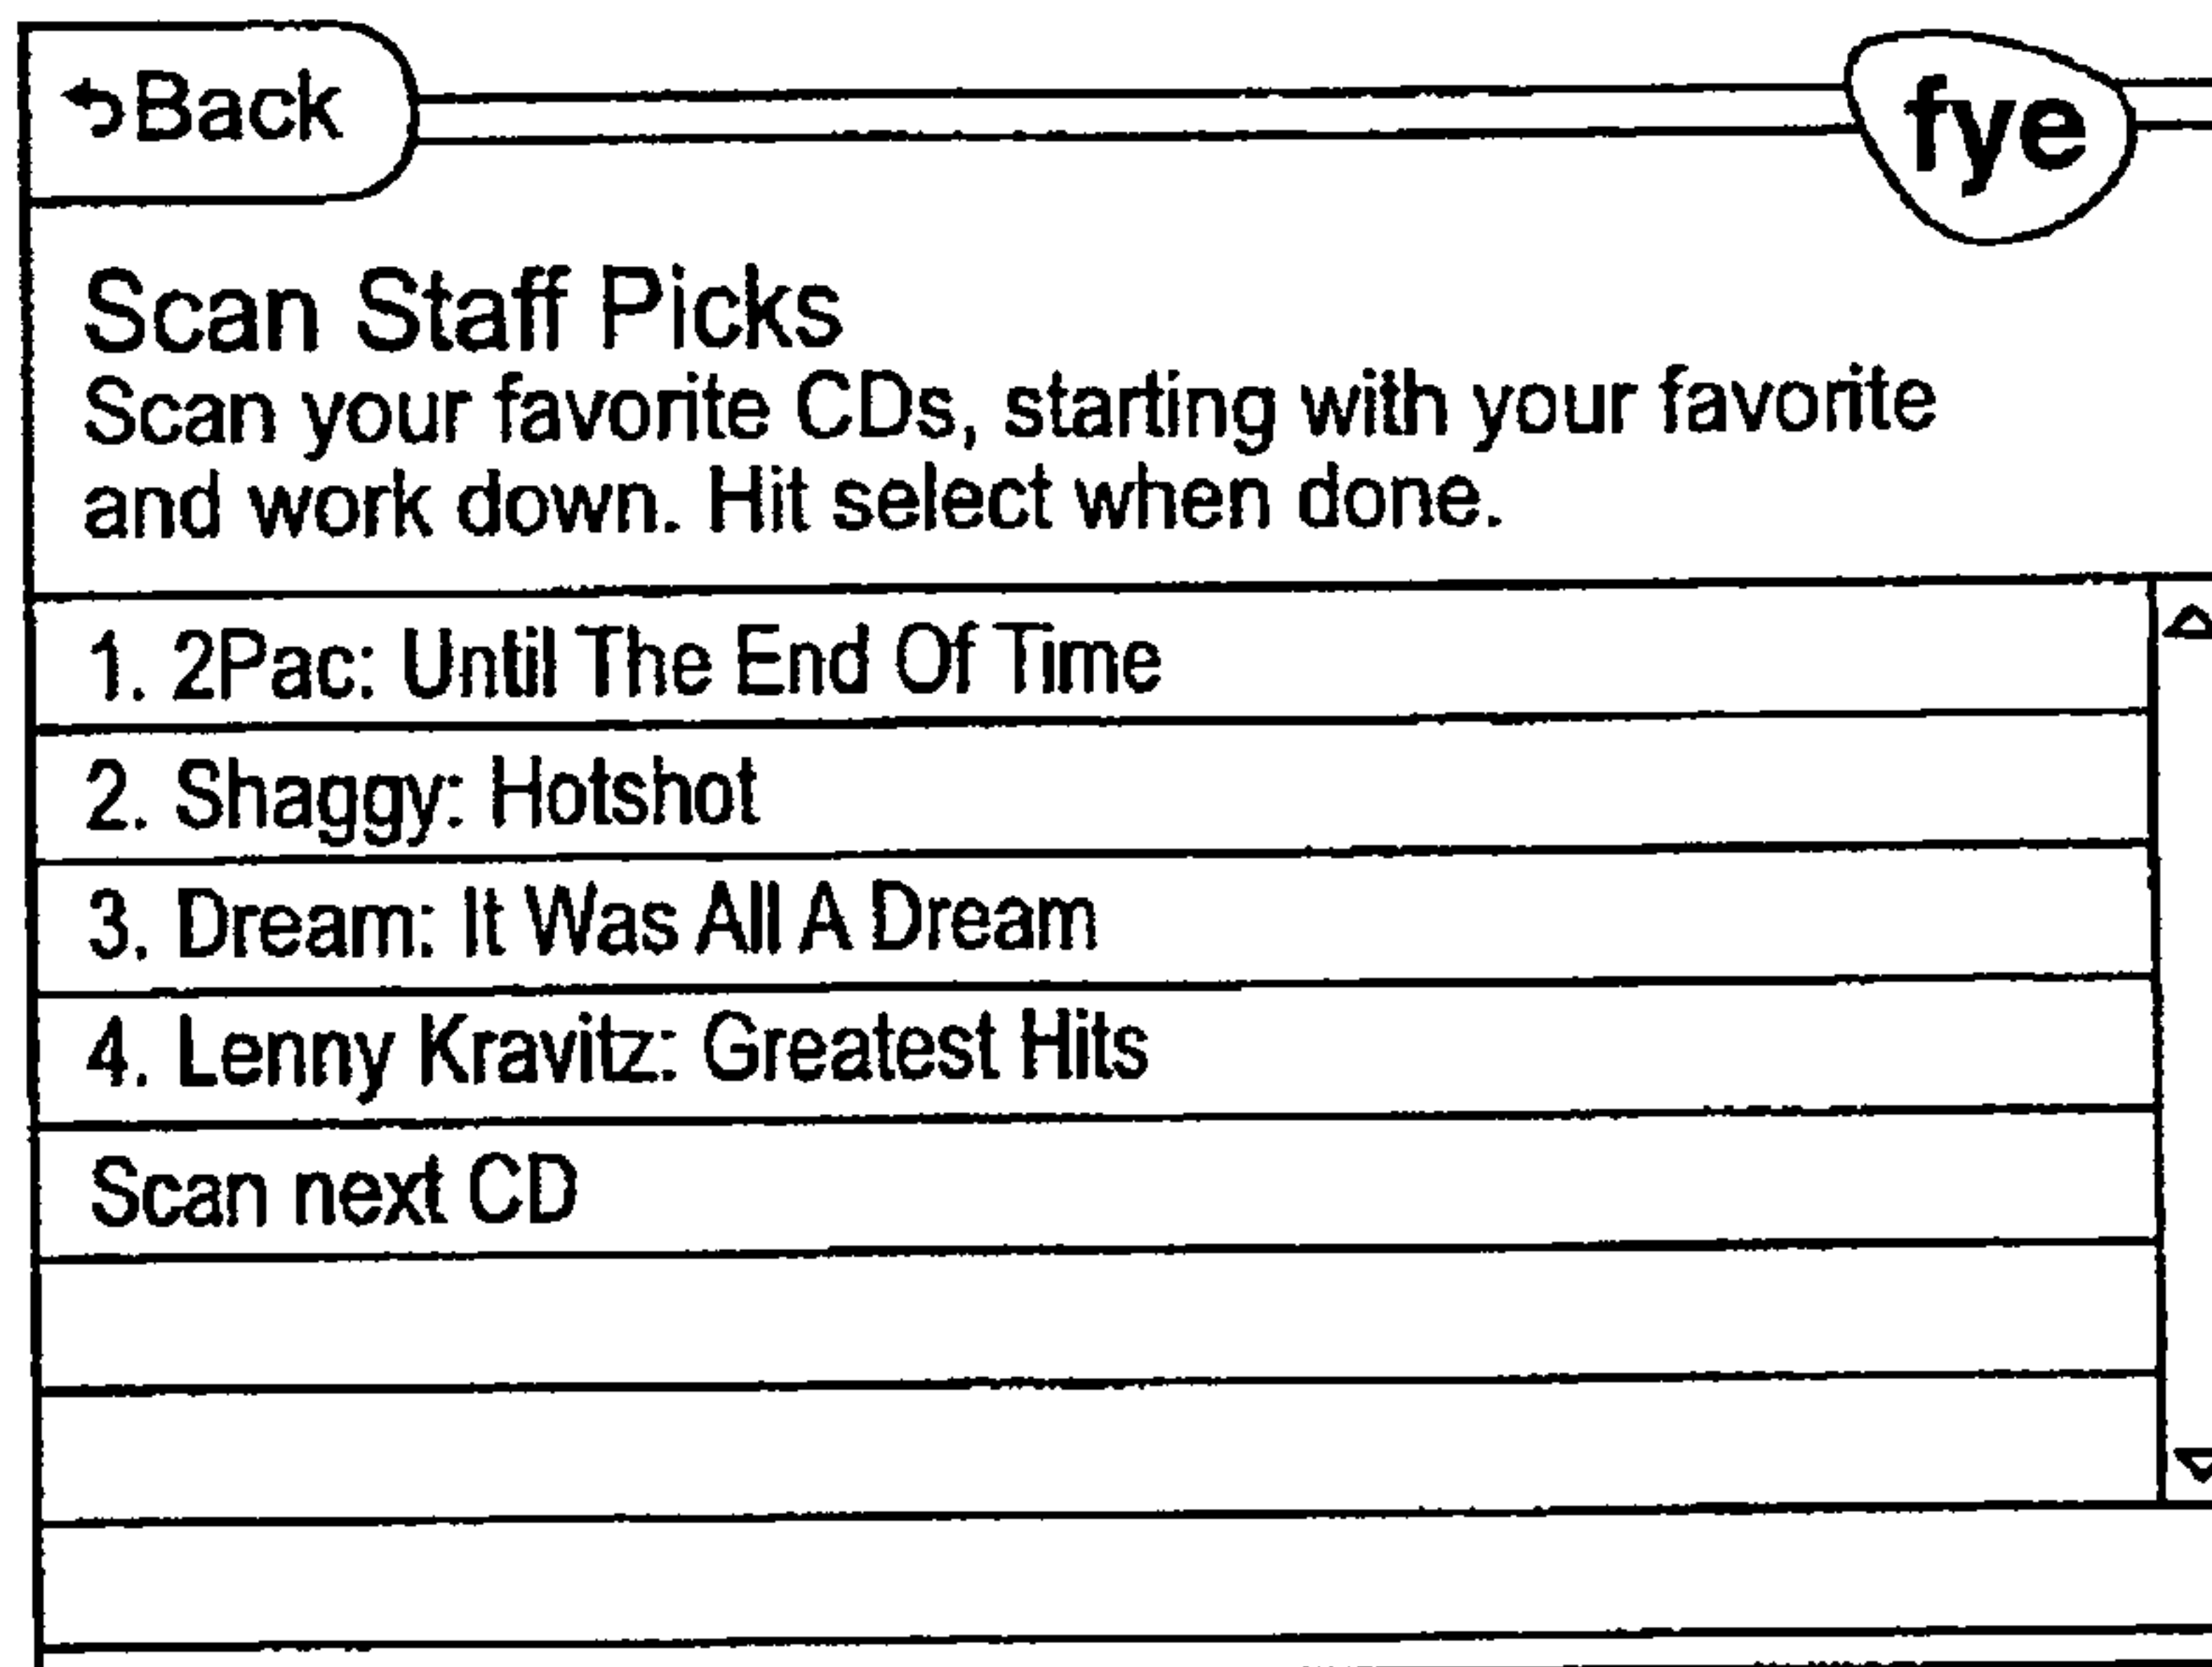 Back
fye
Scan Staff Picks
Scan your favorite CDs, starting with your favorite
and work down. Hit select when done.
1. 2Pac: Until The End Of Time
2. Shaggy: Hotshot
3. Dream: It Was All A Dream
4. Lenny Kravitz: Greatest Hits
Scan next CD